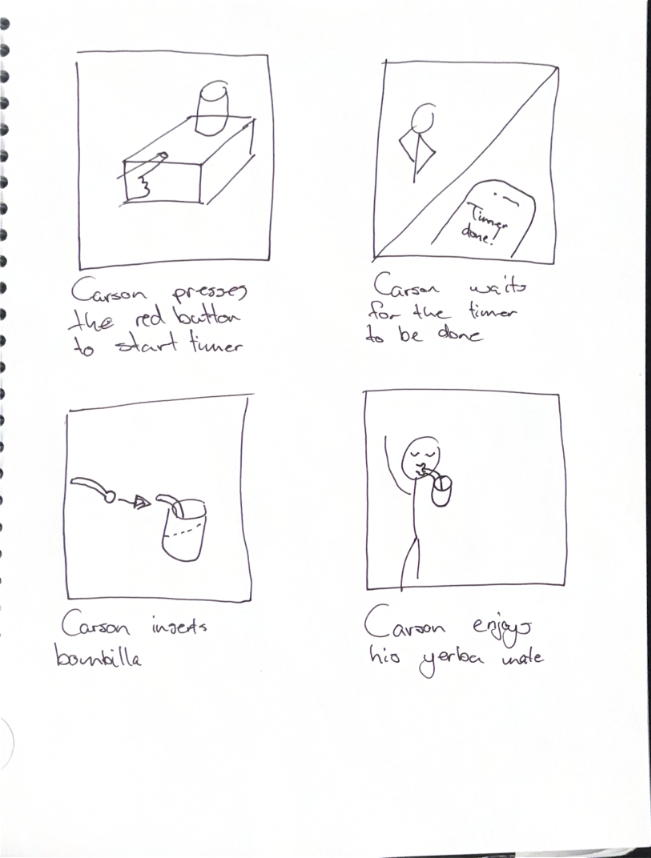 Carson presses
the red button
to start timer
Timer
done!
Carson waits
for the timer
to be done
Carson inserts
bombilla
Carson enjoys
his yerba mate